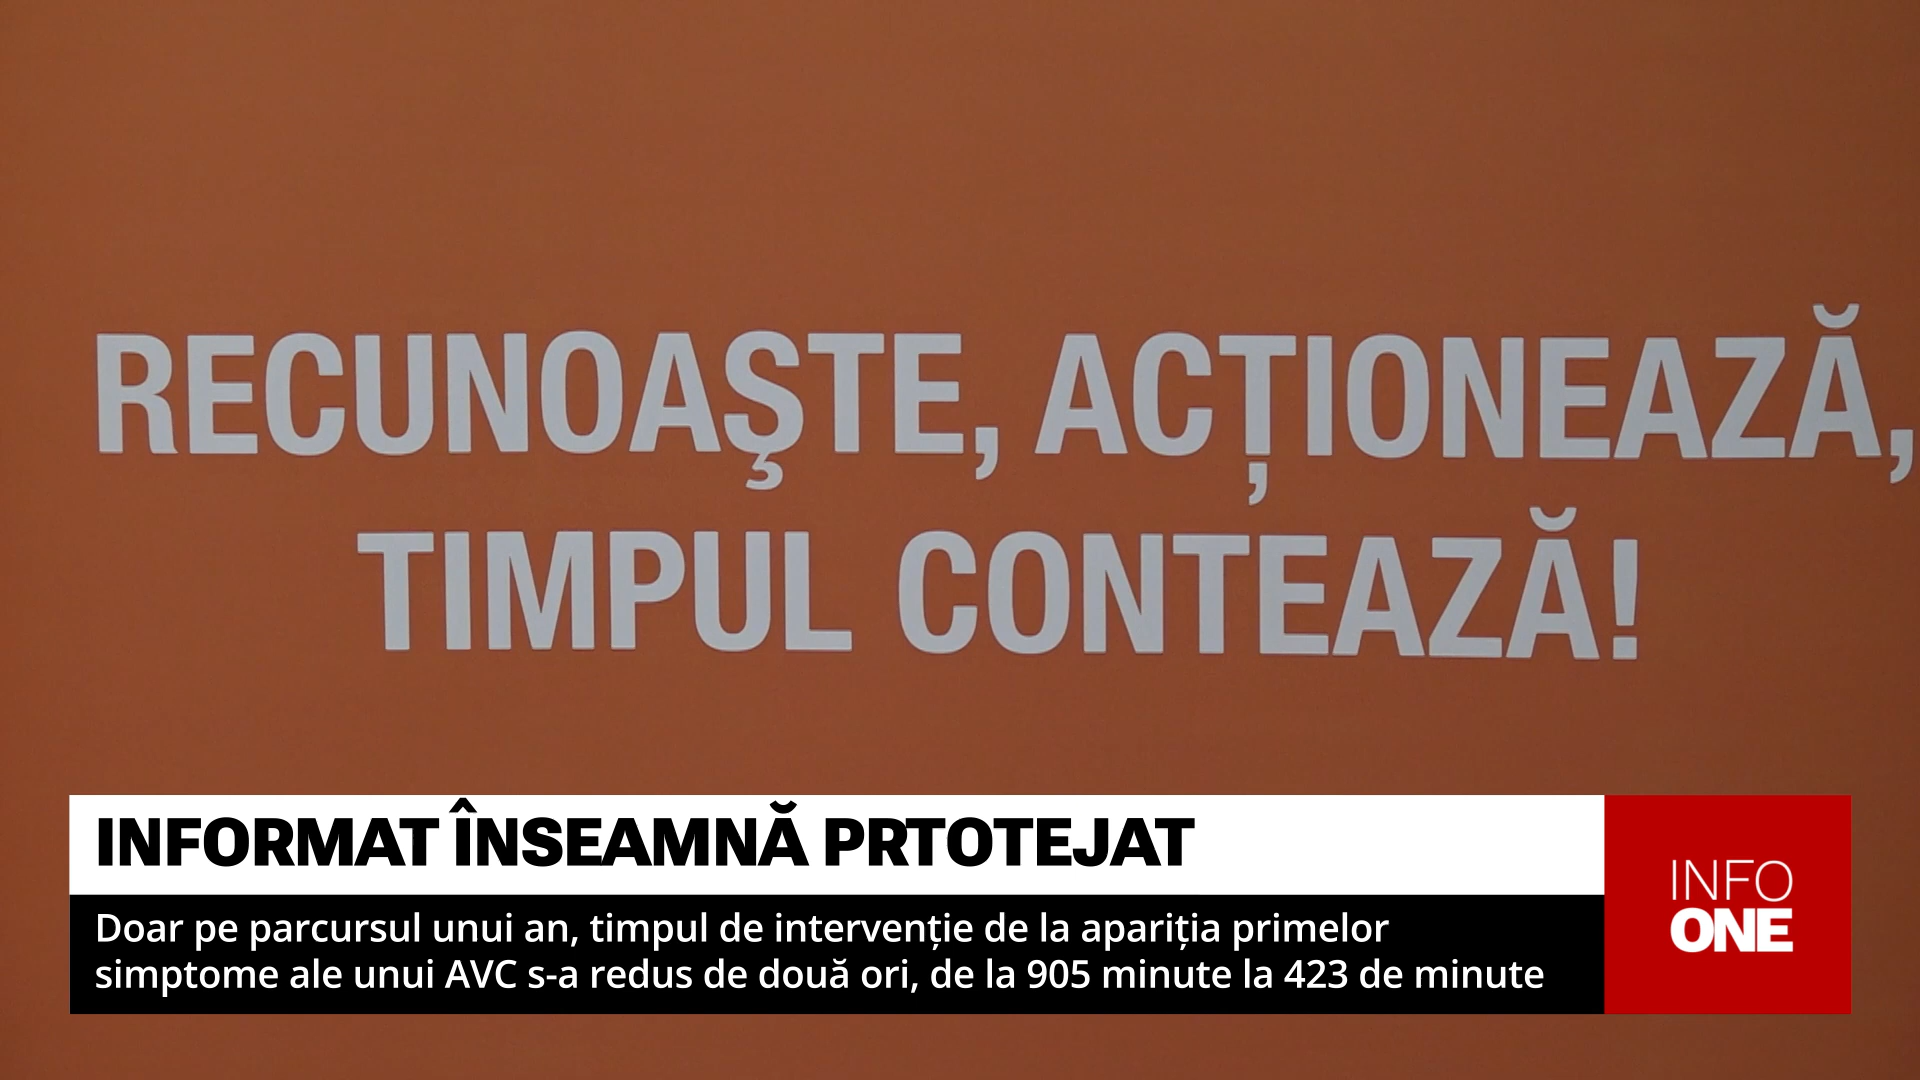 RECUNOAŞTE, ACȚIONEAZĂ,
TIMPUL CONTEAZĂ!
INFORMAT ÎNSEAMNĂ PRTOTEJAT
Doar pe parcursul unui an, timpul de intervenție de la apariția primelor
simptome ale unui AVC s-a redus de două ori, de la 905 minute la 423 de minute
INFO
ONE